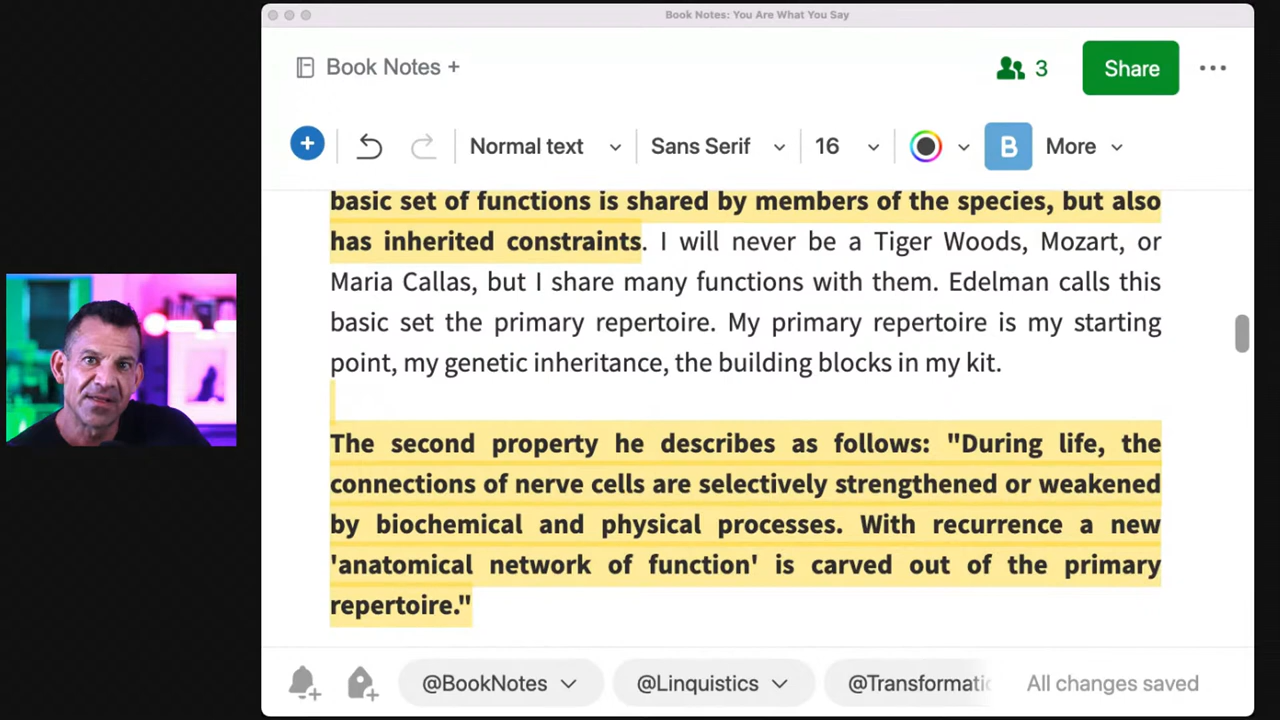 Book Notes: You Are What You Say
Book Notes +
3
Share
Normal text
Sans Serif
16
B
More
basic set of functions is shared by members of the species, but also
has inherited constraints. I will never be a Tiger Woods, Mozart, or
Maria Callas, but I share many functions with them. Edelman calls this
basic set the primary repertoire. My primary repertoire is my starting
point, my genetic inheritance, the building blocks in my kit.
The second property he describes as follows: "During life, the
connections of nerve cells are selectively strengthened or weakened
by biochemical and physical processes. With recurrence a new
'anatomical network of function' is carved out of the primary
repertoire."
@BookNotes
@Linquistics
@Transformatic
All changes saved